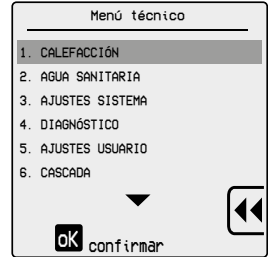 Menú técnico
1. CALEFACCIÓN
2. AGUA SANITARIA
3. AJUSTES SISTEMA
4. DIAGNÓSTICO
5. AJUSTES USUARIO
6. CASCADA
oK confirmar